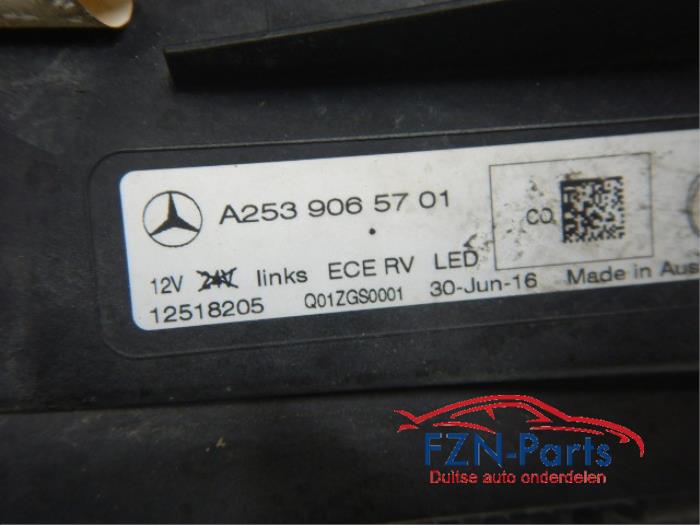 A253 906 57 01
CO
12V 24V links ECE RV LED
12518205 Q01ZGS0001 30-Jun-16 Made in Aus
FZN-Parts
Duitse auto onderdelen